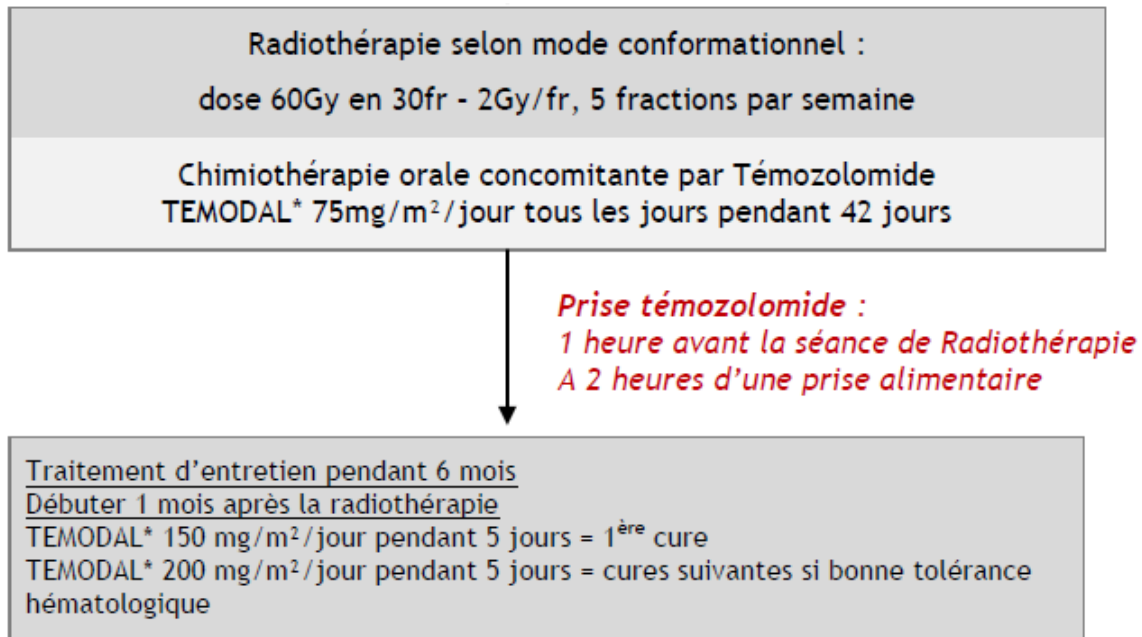 Radiothérapie selon mode conformationnel :
dose 60Gy en 30fr - 2Gy/fr, 5 fractions par semaine
Chimiothérapie orale concomitante par Témozolomide
TEMODAL* 75mg/m²/jour tous les jours pendant 42 jours
Prise témozolomide :
1 heure avant la séance de Radiothérapie
A 2 heures d'une prise alimentaire
Traitement d'entretien pendant 6 mois
Débuter 1 mois après la radiothérapie
TEMODAL* 150 mg/m²/jour pendant 5 jours = 1ère cure
TEMODAL* 200 mg/m²/jour pendant 5 jours = cures suivantes si bonne tolérance
hématologique